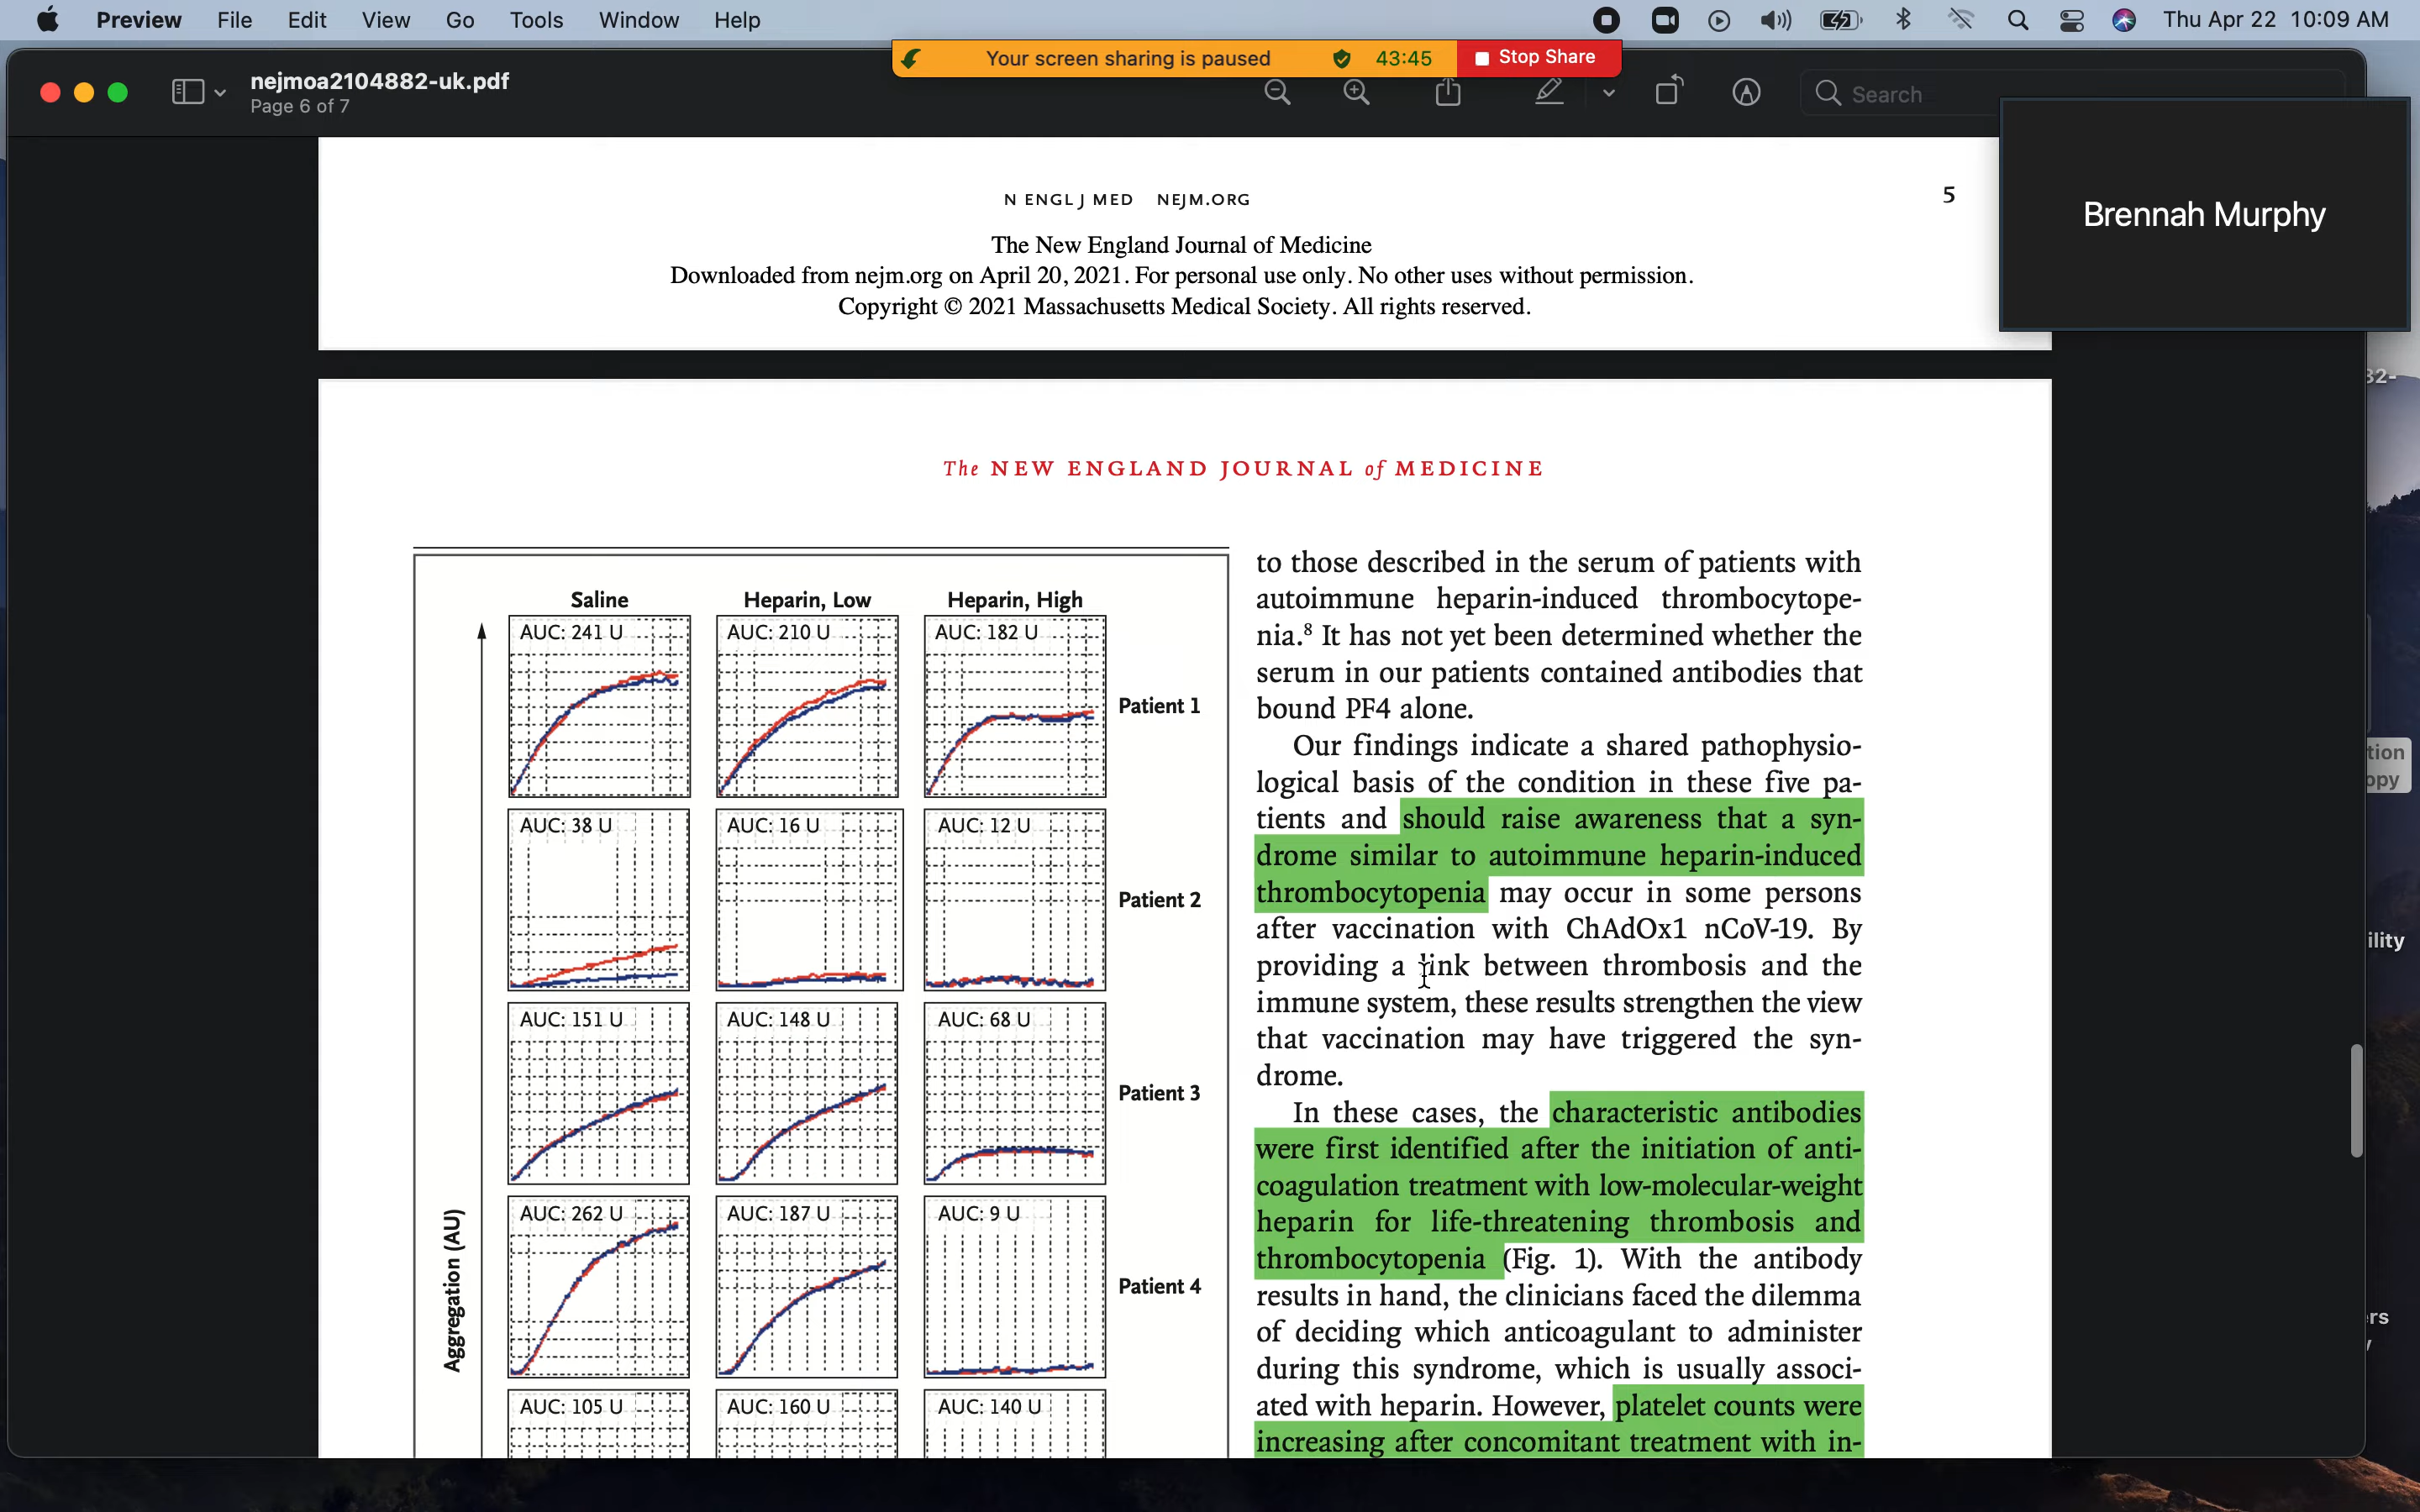 Preview File Edit View Go Tools Window Help
Thu Apr 22 10:09 AM
Your screen sharing is paused 43:45 Stop Share
nejmoa2104882-uk.pdf
Page 6 of 7
Search
Brennah Murphy
N ENGL J MED NEJM.ORG 5
The New England Journal of Medicine
Downloaded from nejm.org on April 20, 2021. For personal use only. No other uses without permission.
Copyright © 2021 Massachusetts Medical Society. All rights reserved.
The NEW ENGLAND JOURNAL of MEDICINE
Saline Heparin, Low Heparin, High
AUC: 241 U AUC: 210 U AUC: 182 U
Patient 1
AUC: 38 U AUC: 16 U AUC: 12 U
Patient 2
AUC: 151 U AUC: 148 U AUC: 68 U
Patient 3
AUC: 262 U AUC: 187 U AUC: 9 U
Patient 4
AUC: 105 U AUC: 160 U AUC: 140 U
Aggregation (AU)
to those described in the serum of patients with
autoimmune heparin-induced thrombocytope-
nia.⁸ It has not yet been determined whether the
serum in our patients contained antibodies that
bound PF4 alone.
Our findings indicate a shared pathophysio-
logical basis of the condition in these five pa-
tients and should raise awareness that a syn-
drome similar to autoimmune heparin-induced
thrombocytopenia may occur in some persons
after vaccination with ChAdOx1 nCoV-19. By
providing a link between thrombosis and the
immune system, these results strengthen the view
that vaccination may have triggered the syn-
drome.
In these cases, the characteristic antibodies
were first identified after the initiation of anti-
coagulation treatment with low-molecular-weight
heparin for life-threatening thrombosis and
thrombocytopenia (Fig. 1). With the antibody
results in hand, the clinicians faced the dilemma
of deciding which anticoagulant to administer
during this syndrome, which is usually associ-
ated with heparin. However, platelet counts were
increasing after concomitant treatment with in-